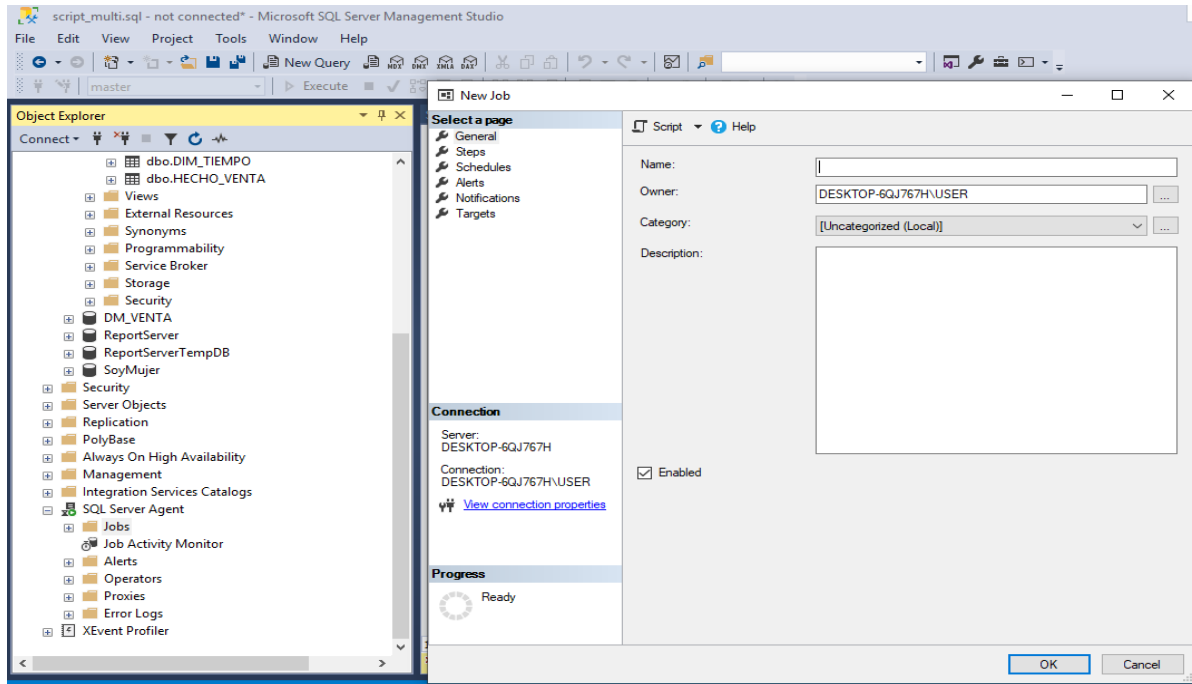 script_multi.sql - not connected* - Microsoft SQL Server Management Studio
File Edit View Project Tools Window Help
New Query MDX DMX XMLA DAX
master Execute
Object Explorer
Connect
dbo.DIM_TIEMPO
dbo.HECHO_VENTA
Views
External Resources
Synonyms
Programmability
Service Broker
Storage
Security
DM_VENTA
ReportServer
ReportServerTempDB
SoyMujer
Security
Server Objects
Replication
PolyBase
Always On High Availability
Management
Integration Services Catalogs
SQL Server Agent
Jobs
Job Activity Monitor
Alerts
Operators
Proxies
Error Logs
XEvent Profiler
New Job
Select a page
General
Steps
Schedules
Alerts
Notifications
Targets
Connection
Server:
DESKTOP-6QJ767H
Connection:
DESKTOP-6QJ767H\USER
View connection properties
Progress
Ready
Script Help
Name:
Owner: DESKTOP-6QJ767H\USER ...
Category: [Uncategorized (Local)] ...
Description:
Enabled
OK Cancel